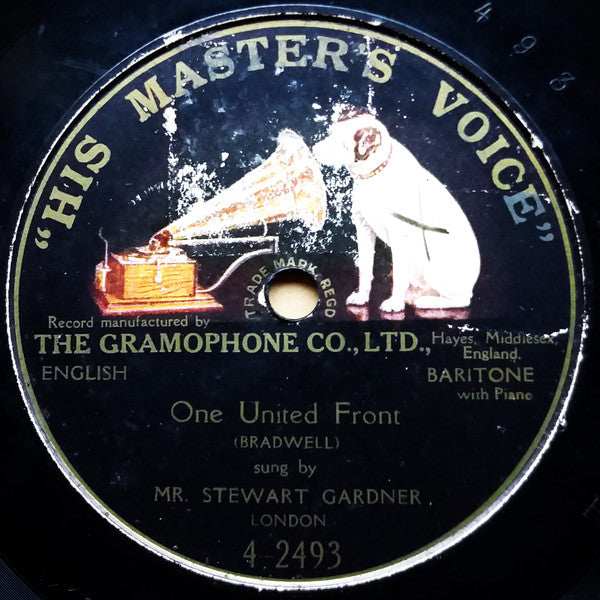 "HIS MASTER'S VOICE"
TRADE MARK REGD
Record manufactured by
THE GRAMOPHONE CO., LTD., Hayes, Middlesex, England.
ENGLISH
BARITONE
with Piano
One United Front
(BRADWELL)
sung by
MR. STEWART GARDNER,
LONDON
4-2493
498